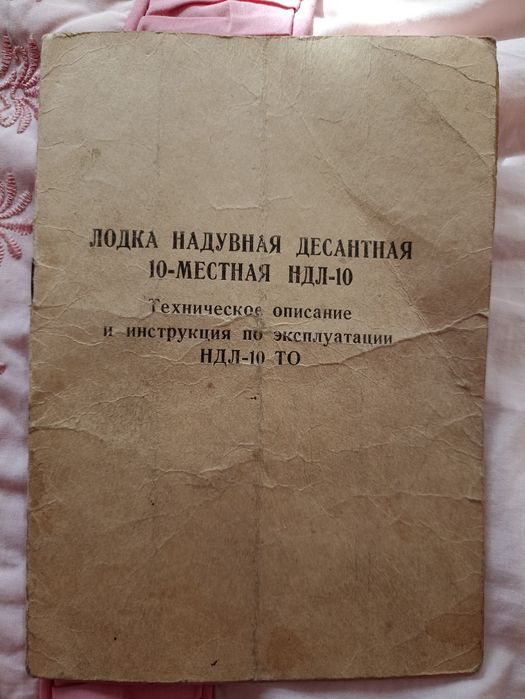 ЛОДКА НАДУВНАЯ ДЕСАНТНАЯ
10-МЕСТНАЯ НДЛ-10
Техническое описание
и инструкция по эксплуатации
НДЛ-10 ТО